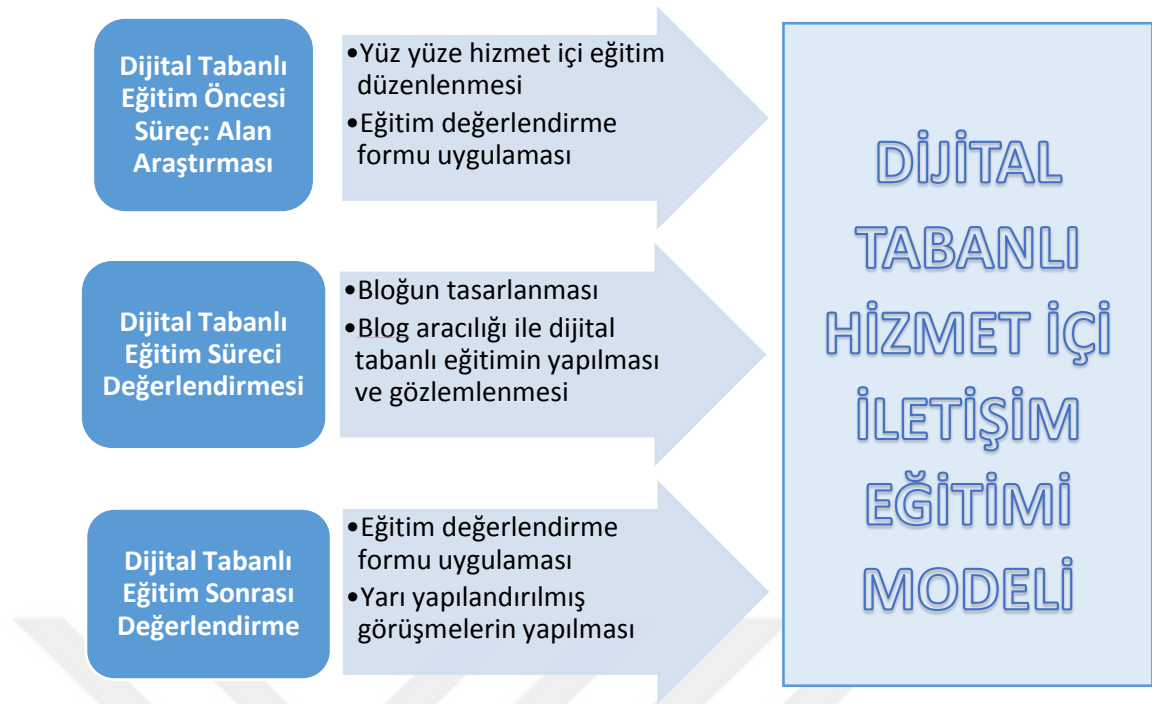 Dijital Tabanlı
Eğitim Öncesi
Süreç: Alan
Araştırması
•Yüz yüze hizmet içi eğitim
düzenlenmesi
•Eğitim değerlendirme
formu uygulaması
Dijital Tabanlı
Eğitim Süreci
Değerlendirmesi
•Bloğun tasarlanması
•Blog aracılığı ile dijital
tabanlı eğitimin yapılması
ve gözlemlenmesi
Dijital Tabanlı
Eğitim Sonrası
Değerlendirme
•Eğitim değerlendirme
formu uygulaması
•Yarı yapılandırılmış
görüşmelerin yapılması
DİJİTAL
TABANLI
HİZMET İÇİ
İLETİŞİM
EĞİTİMİ
MODELİ